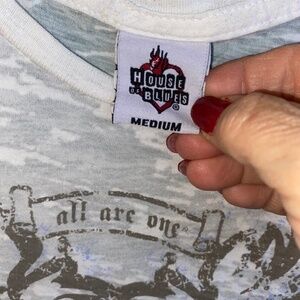 HOUSE
OF BLUES
®
MEDIUM
all are one